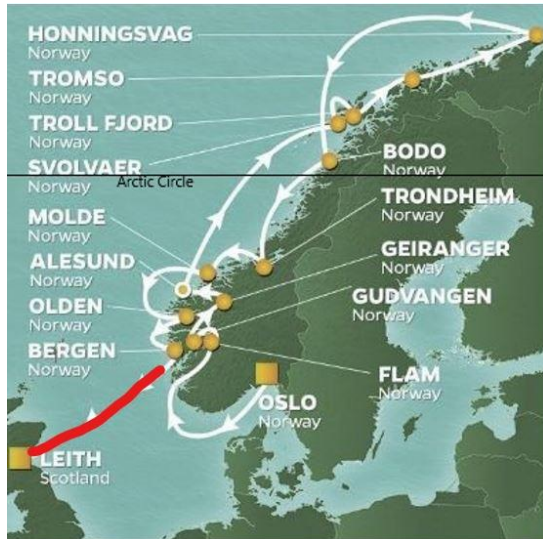 HONNINGSVAG
Norway
TROMSO
Norway
TROLL FJORD
Norway
SVOLVAER
Norway
Arctic Circle
MOLDE
Norway
ALESUND
Norway
OLDEN
Norway
BERGEN
Norway
BODO
Norway
TRONDHEIM
Norway
GEIRANGER
Norway
GUDVANGEN
Norway
FLAM
Norway
OSLO
Norway
LEITH
Scotland